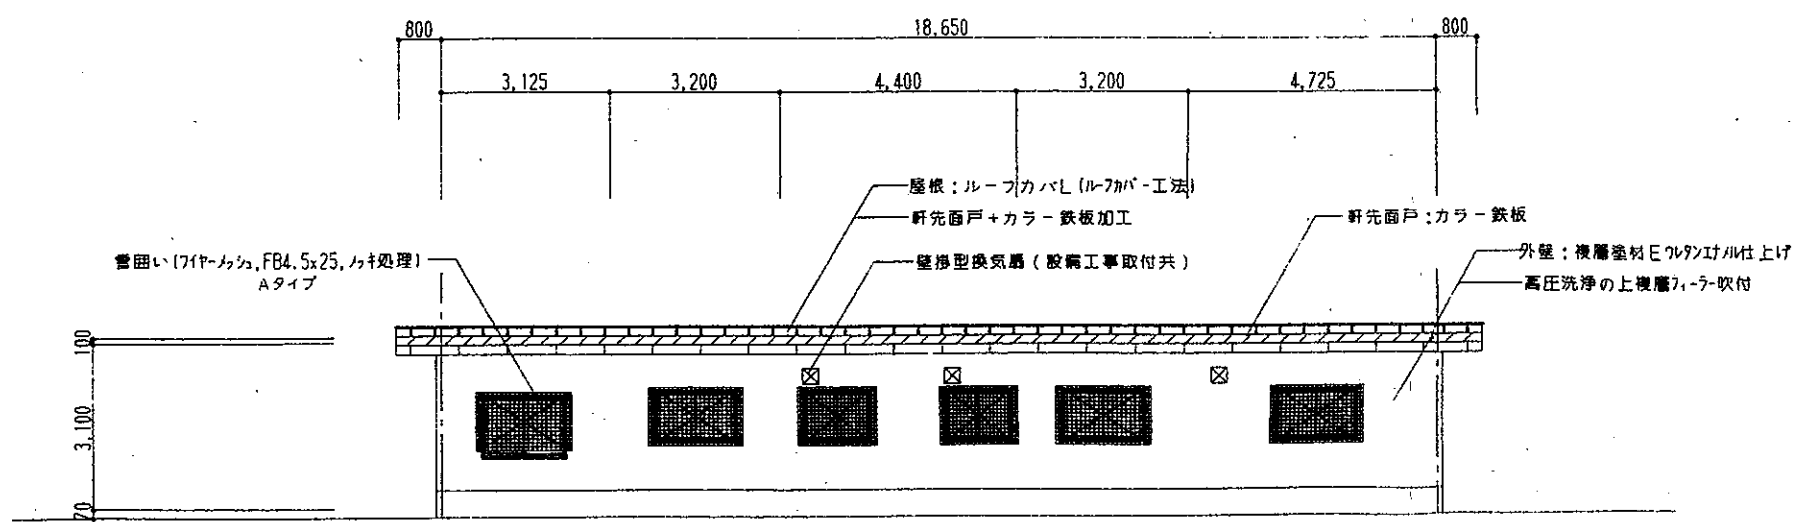 800
18,650
800
3,125
3,200
4,400
3,200
4,725
屋根:ルーフカバL(ルーフカバー工法)
軒先面戸+カラー鉄板加工
軒先面戸:カラー鉄板
雪囲い(ワイヤーメッシュ,FB4.5x25,メッキ処理)
Aタイプ
壁掛型換気扇(設備工事取付共)
外壁:複層塗材Eウレタンエナメル仕上げ
高圧洗浄の上複層フィーラー吹付
100
3,100
70